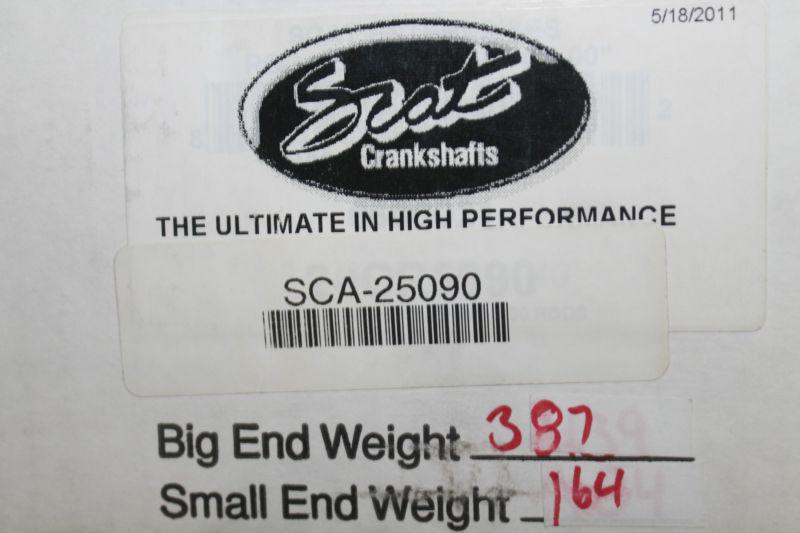 5/18/2011
Scat
Crankshafts
THE ULTIMATE IN HIGH PERFORMANCE
SCA-25090
Big End Weight 387
Small End Weight 164